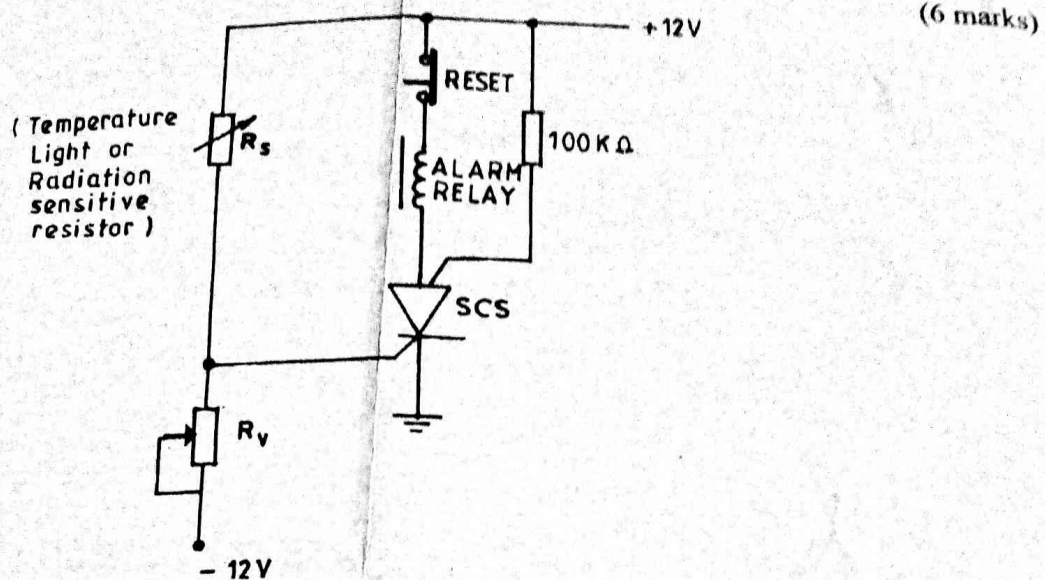 (6 marks)
+12V
RESET
( Temperature
Light or
Radiation
sensitive
resistor )
Rs
100KΩ
ALARM
RELAY
SCS
Rv
- 12V